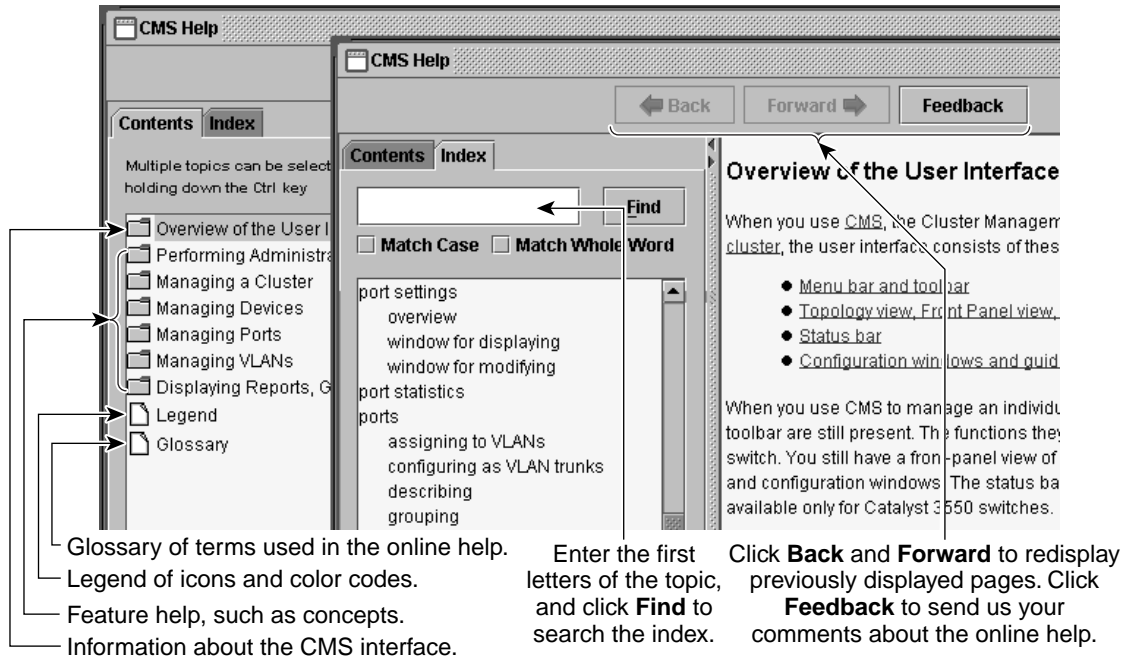 CMS Help
Contents Index
Multiple topics can be select
holding down the Ctrl key
Overview of the User I
Performing Administra
Managing a Cluster
Managing Devices
Managing Ports
Managing VLANs
Displaying Reports, G
Legend
Glossary
CMS Help
Back Forward Feedback
Contents Index
Find
Match Case Match Whole Word
port settings
overview
window for displaying
window for modifying
port statistics
ports
assigning to VLANs
configuring as VLAN trunks
describing
grouping
Overview of the User Interface
When you use CMS, the Cluster Managem
cluster, the user interface consists of thes
Menu bar and toolbar
Topology view, Front Panel view,
Status bar
Configuration windows and guid
When you use CMS to manage an individu
toolbar are still present. The functions they
switch. You still have a front-panel view of
and configuration windows. The status ba
available only for Catalyst 3550 switches.
Glossary of terms used in the online help.
Legend of icons and color codes.
Feature help, such as concepts.
Information about the CMS interface.
Enter the first
letters of the topic,
and click Find to
search the index.
Click Back and Forward to redisplay
previously displayed pages. Click
Feedback to send us your
comments about the online help.